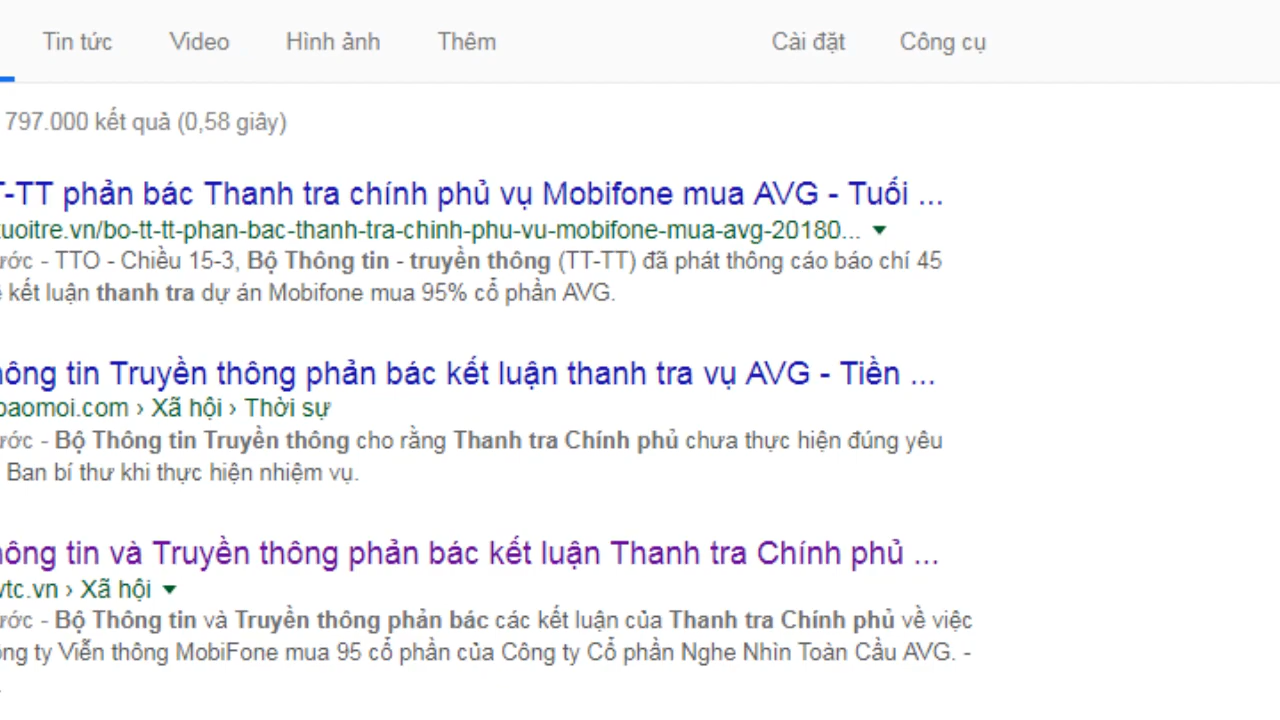 Tin tức Video Hình ảnh Thêm Cài đặt Công cụ
797.000 kết quả (0,58 giây)
T-TT phản bác Thanh tra chính phủ vụ Mobifone mua AVG - Tuổi ...
tuoitre.vn/bo-tt-tt-phan-bac-thanh-tra-chinh-phu-vu-mobifone-mua-avg-20180...
ước - TTO - Chiều 15-3, Bộ Thông tin - truyền thông (TT-TT) đã phát thông cáo báo chí 45
kết luận thanh tra dự án Mobifone mua 95% cổ phần AVG.
hông tin Truyền thông phản bác kết luận thanh tra vụ AVG - Tiền ...
baomoi.com › Xã hội › Thời sự
ước - Bộ Thông tin Truyền thông cho rằng Thanh tra Chính phủ chưa thực hiện đúng yêu
Ban bí thư khi thực hiện nhiệm vụ.
hông tin và Truyền thông phản bác kết luận Thanh tra Chính phủ ...
vtc.vn › Xã hội
ước - Bộ Thông tin và Truyền thông phản bác các kết luận của Thanh tra Chính phủ về việc
ông ty Viễn thông MobiFone mua 95 cổ phần của Công ty Cổ phần Nghe Nhìn Toàn Cầu AVG. -